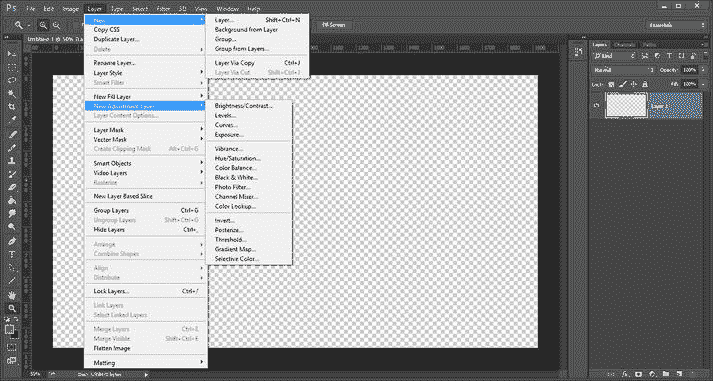 Ps File Edit Image Layer Type Select Filter 3D View Window Help
Fill Screen
Essentials
New
Copy CSS
Duplicate Layer...
Delete
Rename Layer...
Layer Style
Smart Filter
New Fill Layer
New Adjustment Layer
Layer Content Options...
Layer Mask
Vector Mask
Create Clipping Mask Alt+Ctrl+G
Smart Objects
Video Layers
Rasterize
New Layer Based Slice
Group Layers Ctrl+G
Ungroup Layers Shift+Ctrl+G
Hide Layers Ctrl+,
Arrange
Combine Shapes
Align
Distribute
Lock Layers... Ctrl+/
Link Layers
Select Linked Layers
Merge Layers Ctrl+E
Merge Visible Shift+Ctrl+E
Flatten Image
Matting
Layer... Shift+Ctrl+N
Background from Layer
Group...
Group from Layers...
Layer Via Copy Ctrl+J
Layer Via Cut Shift+Ctrl+J
Brightness/Contrast...
Levels...
Curves...
Exposure...
Vibrance...
Hue/Saturation...
Color Balance...
Black & White...
Photo Filter...
Channel Mixer...
Color Lookup...
Invert...
Posterize...
Threshold...
Gradient Map...
Selective Color...
Layers Channels Paths
Kind
Normal Opacity: 100%
Lock: Fill: 100%
Layer 1